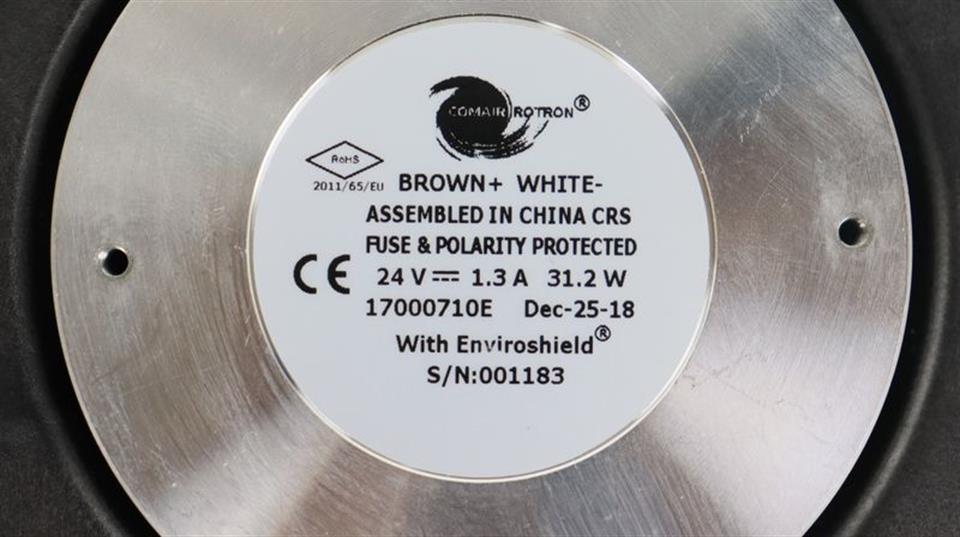 COMAIR ROTRON®
RoHS
2011/65/EU
BROWN+ WHITE-
ASSEMBLED IN CHINA CRS
FUSE & POLARITY PROTECTED
CE 24 V⎓ 1.3 A 31.2 W
17000710E Dec-25-18
With Enviroshield®
S/N:001183